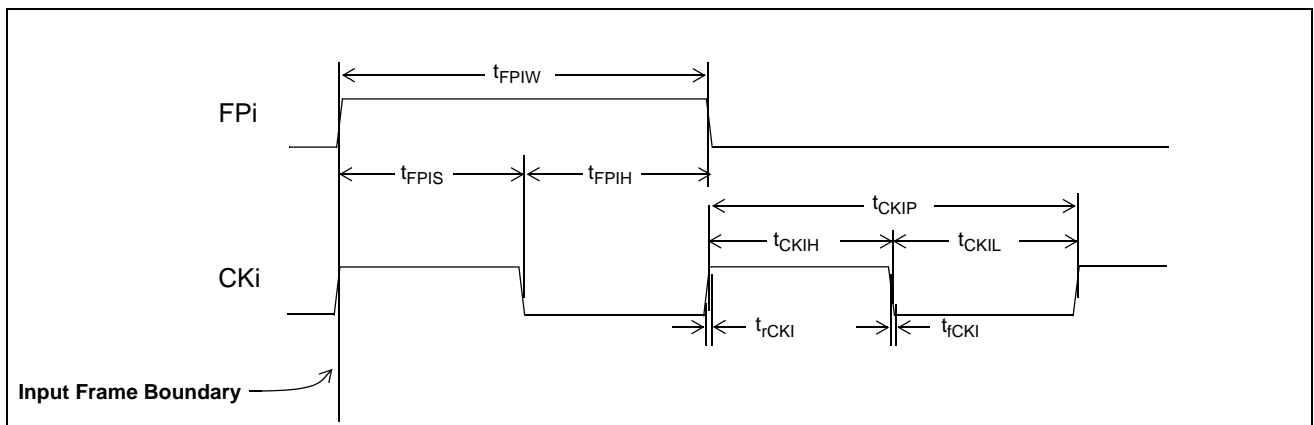 tFPIW
FPi
tFPIS
tFPIH
tCKIP
tCKIH
tCKIL
CKi
trCKI
tfCKI
Input Frame Boundary